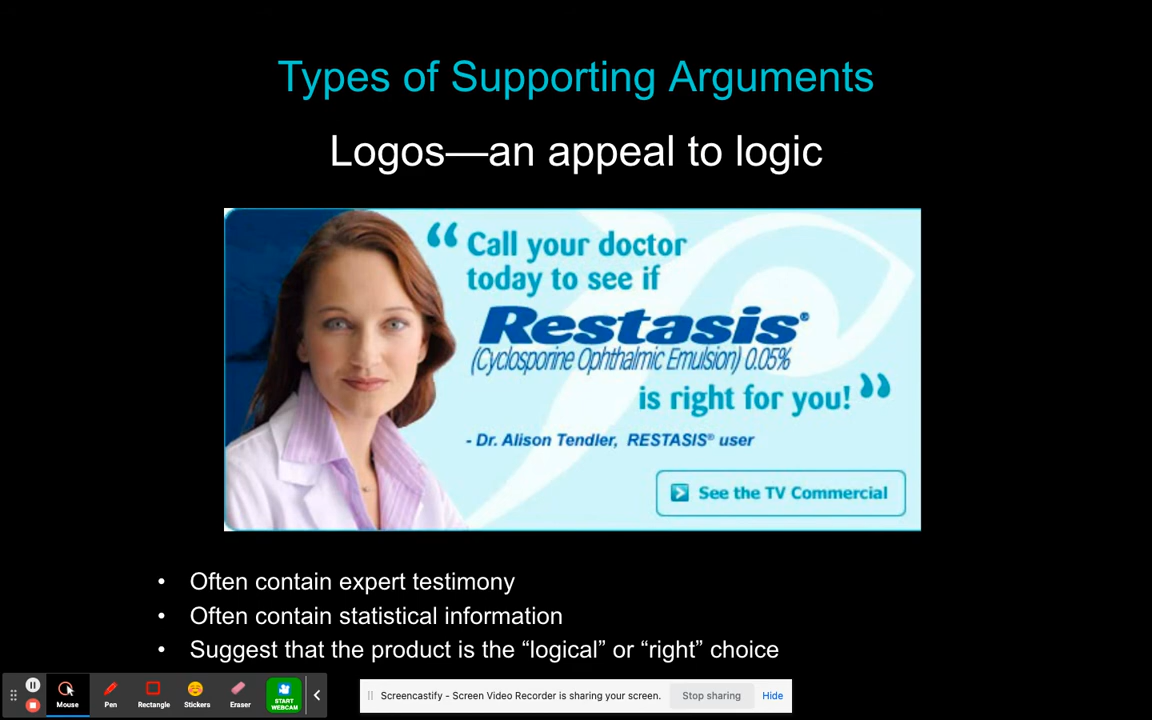 Types of Supporting Arguments
Logos—an appeal to logic
“ Call your doctor
today to see if
Restasis®
(Cyclosporine Ophthalmic Emulsion) 0.05%
is right for you! ”
- Dr. Alison Tendler, RESTASIS® user
See the TV Commercial
• Often contain expert testimony
• Often contain statistical information
• Suggest that the product is the “logical” or “right” choice
Mouse Pen Rectangle Stickers Eraser START WEBCAM
Screencastify - Screen Video Recorder is sharing your screen. Stop sharing Hide